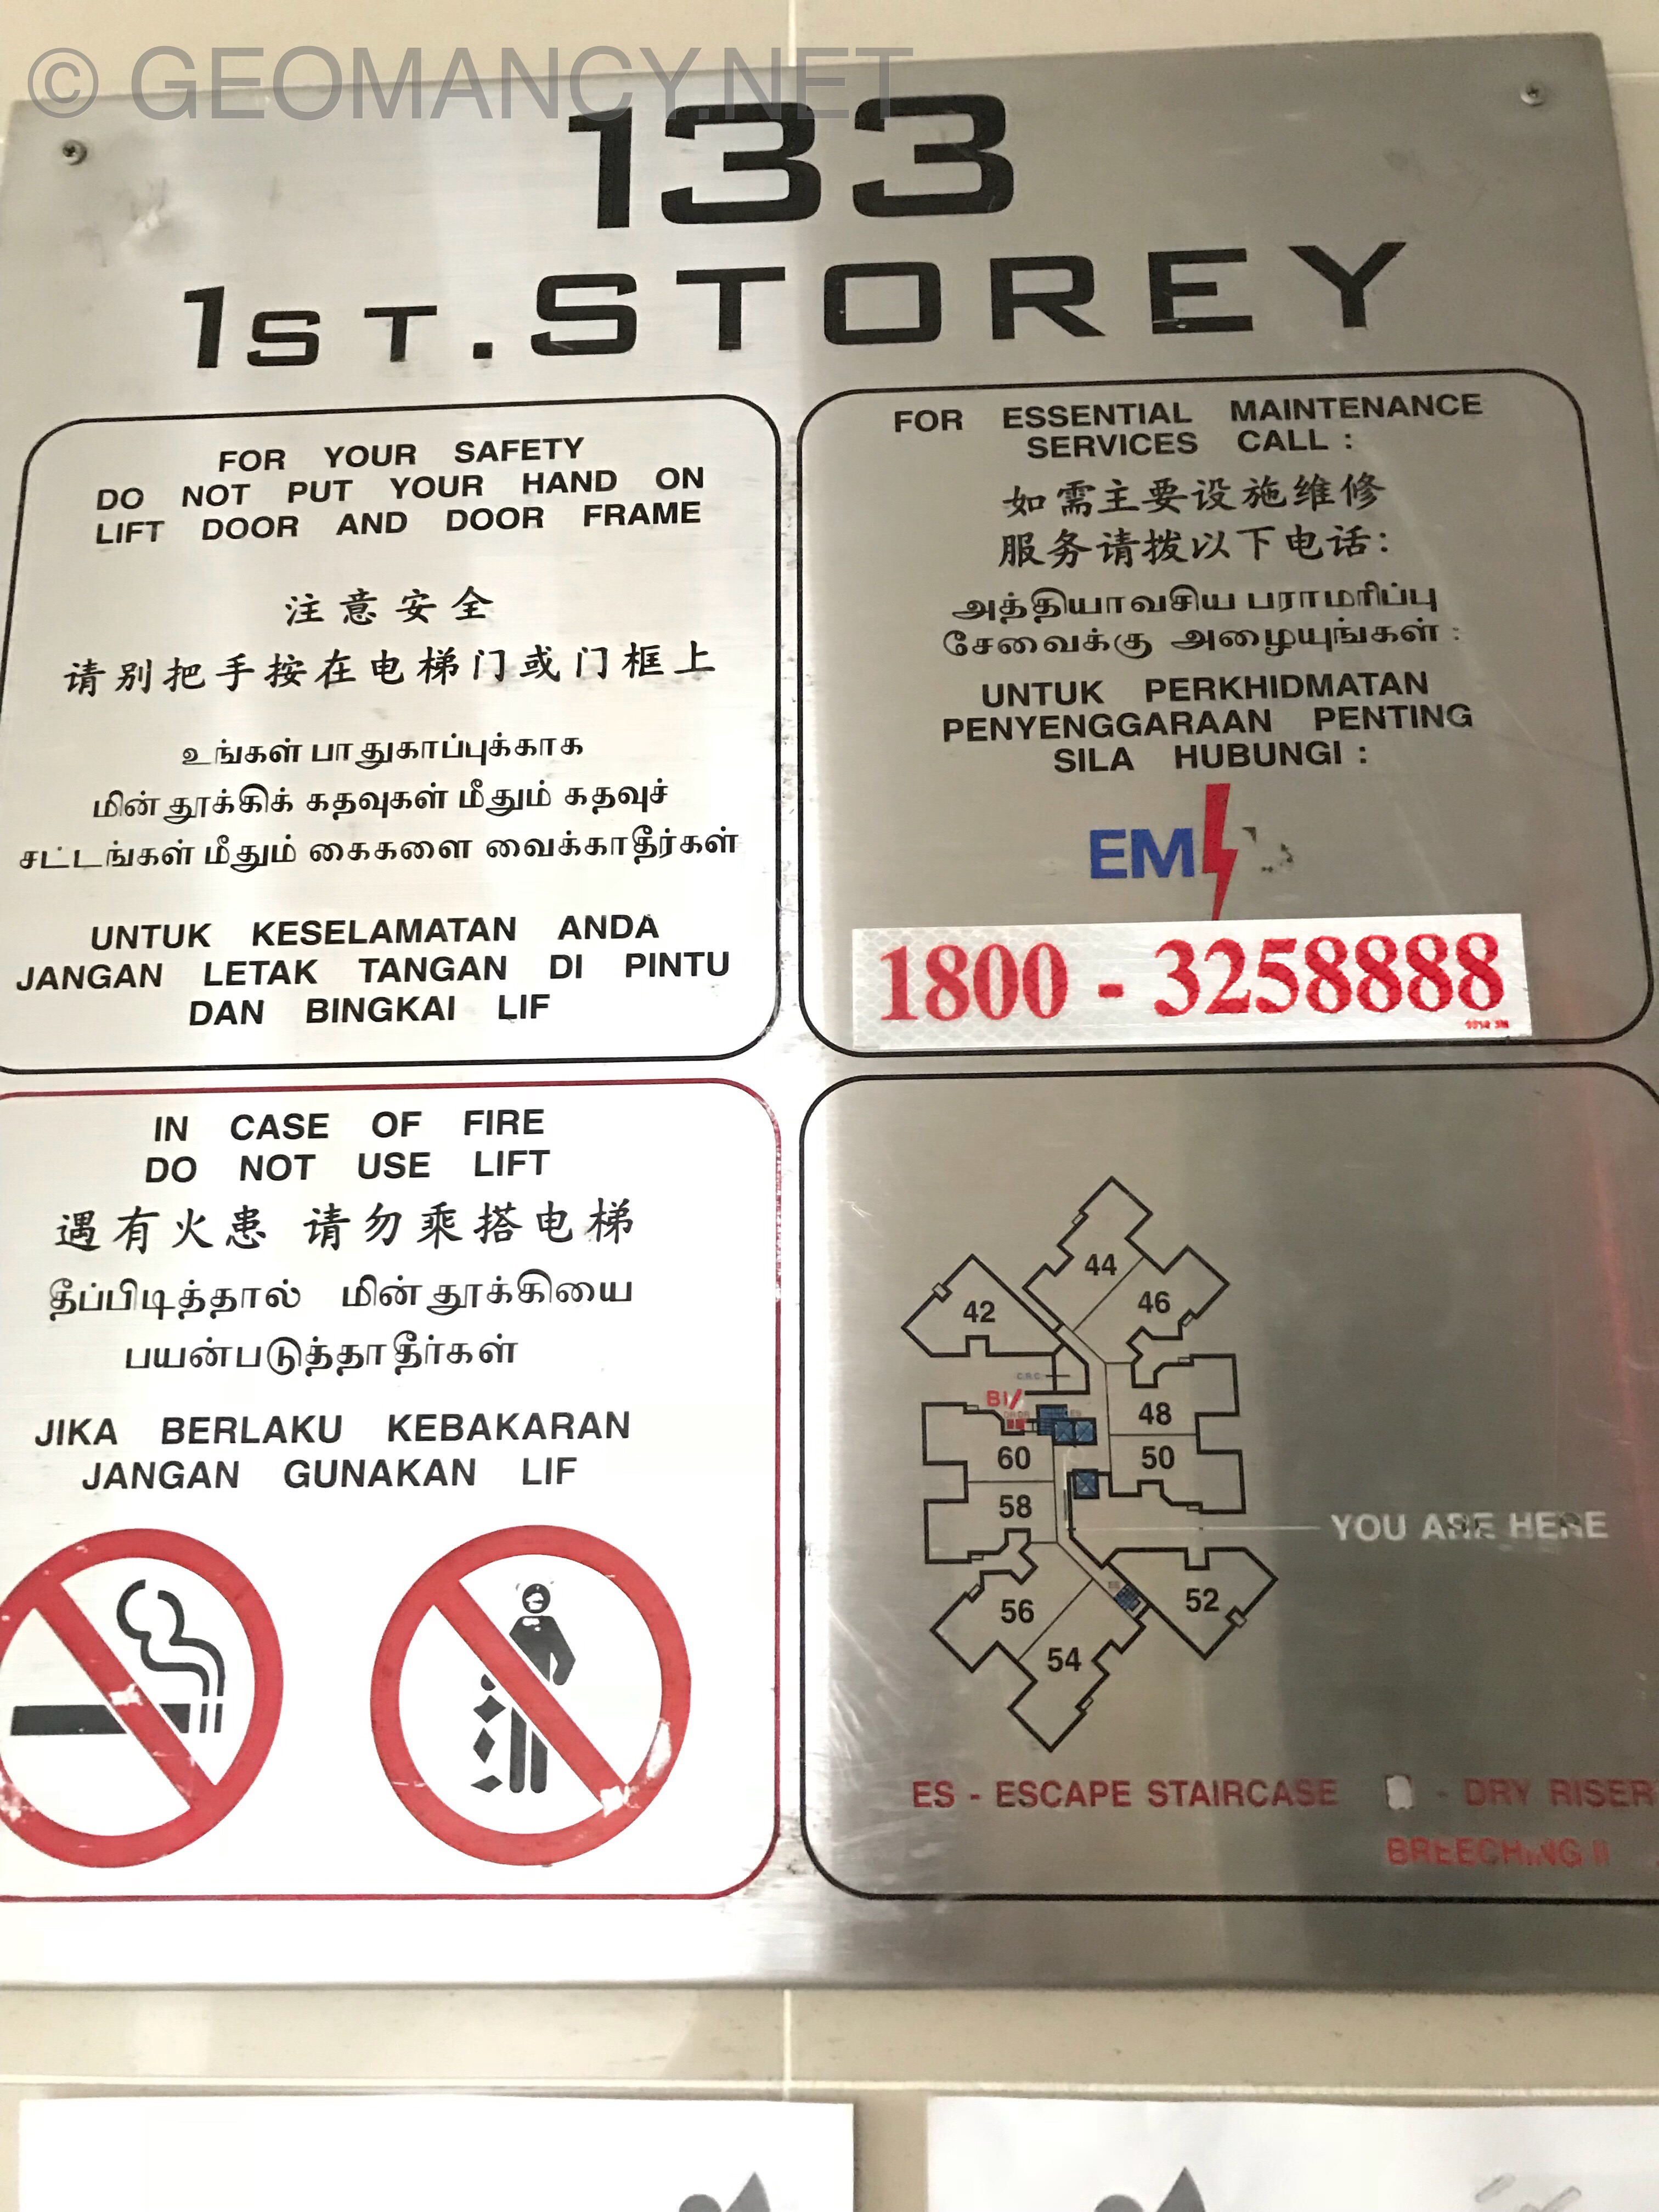 © GEOMANCY.NET
133
1ST. STOREY
FOR YOUR SAFETY
DO NOT PUT YOUR HAND ON
LIFT DOOR AND DOOR FRAME
注意安全
请别把手按在电梯门或门框上
உங்கள் பாதுகாப்புக்காக
மின்தூக்கிக் கதவுகள் மீதும் கதவுச்
சட்டங்கள் மீதும் கைகளை வைக்காதீர்கள்
UNTUK KESELAMATAN ANDA
JANGAN LETAK TANGAN DI PINTU
DAN BINGKAI LIF
FOR ESSENTIAL MAINTENANCE
SERVICES CALL :
如需主要设施维修
服务请拨以下电话:
அத்தியாவசிய பராமரிப்பு
சேவைக்கு அழையுங்கள் :
UNTUK PERKHIDMATAN
PENYENGGARAAN PENTING
SILA HUBUNGI :
EM
1800 - 3258888
IN CASE OF FIRE
DO NOT USE LIFT
遇有火患 请勿乘搭电梯
தீப்பிடித்தால் மின்தூக்கியை
பயன்படுத்தாதீர்கள்
JIKA BERLAKU KEBAKARAN
JANGAN GUNAKAN LIF
44
46
42
C.R.C.
BI
48
60
50
58
YOU ARE HERE
56
52
54
ES - ESCAPE STAIRCASE - DRY RISER
BREECHING